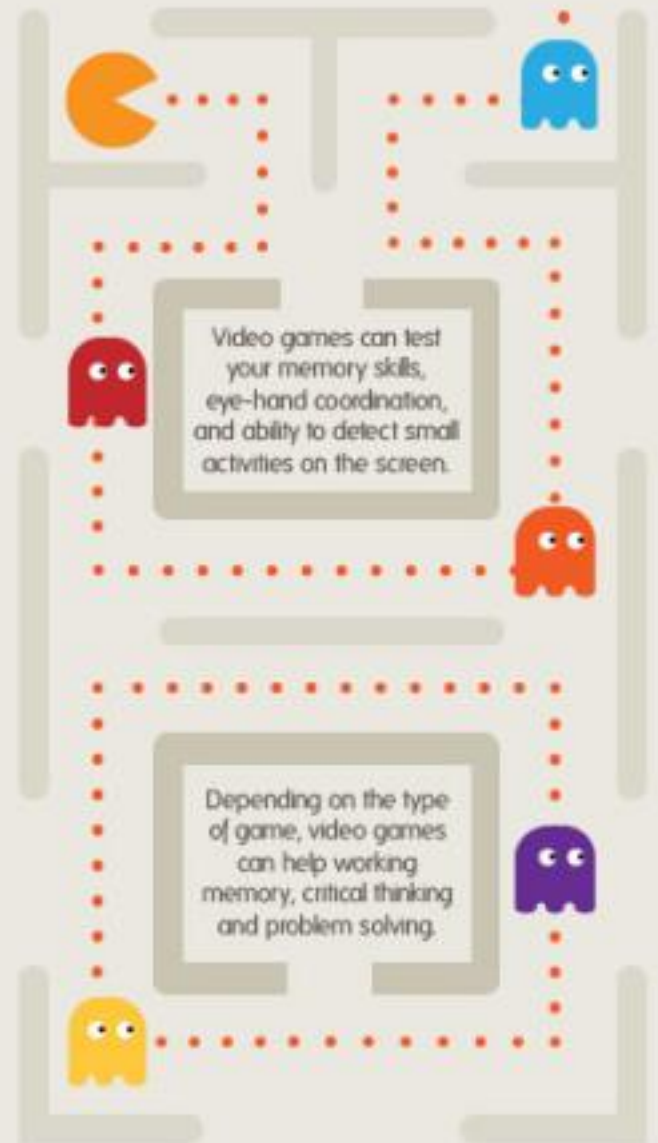 Video games can test
your memory skills,
eye-hand coordination,
and ability to detect small
activities on the screen.
Depending on the type
of game, video games
can help working
memory, critical thinking
and problem solving.